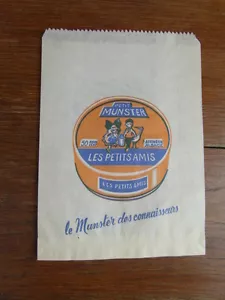 PETIT
MUNSTER
LES PETITS AMIS
LES PETITS AMIS
le Munster des connaisseurs